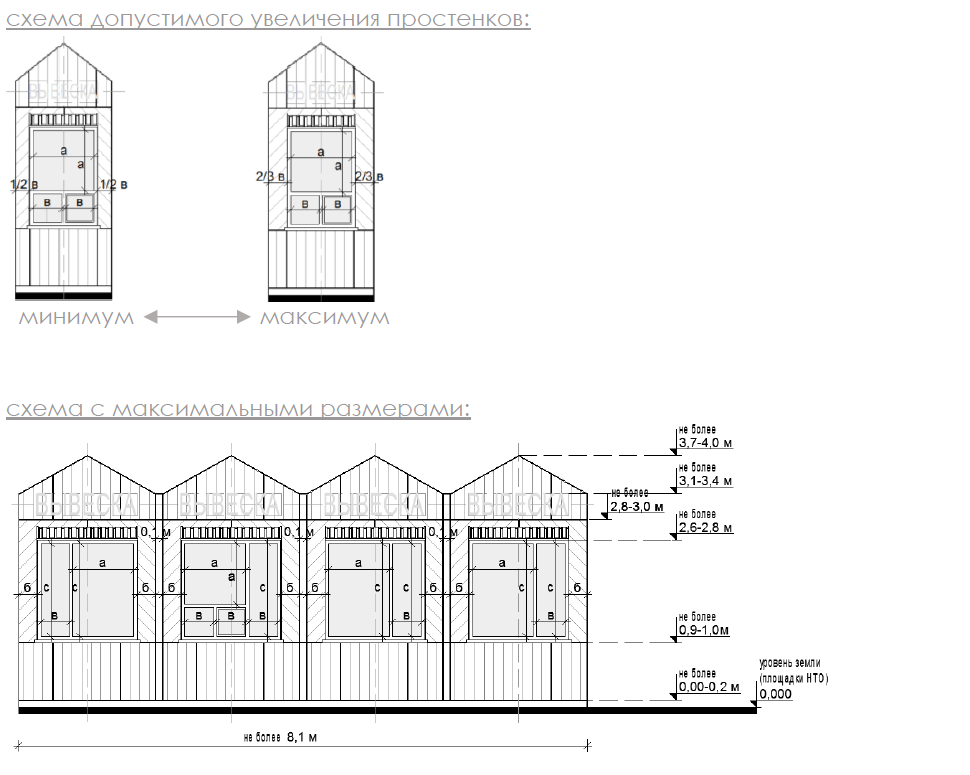 схема допустимого увеличения простенков:
ВЫВЕСКА ВЫВЕСКА
а а
а а
1/2 в 1/2 в 2/3 в 2/3 в
в в в в
минимум максимум
схема с максимальными размерами:
не более
3,7-4,0 м
не более
3,1-3,4 м
не более
2,8-3,0 м
ВЫВЕСКА ВЫВЕСКА ВЫВЕСКА ВЫВЕСКА
не более
2,6-2,8 м
0,1 м 0,1 м 0,1 м
а а а а
а
б с с б б с б б с с б б с с б
в в в в в в
не более
0,9-1,0м
не более
0,00-0,2 м
уровень земли
(площадки НТО)
0,000
не более 8,1 м